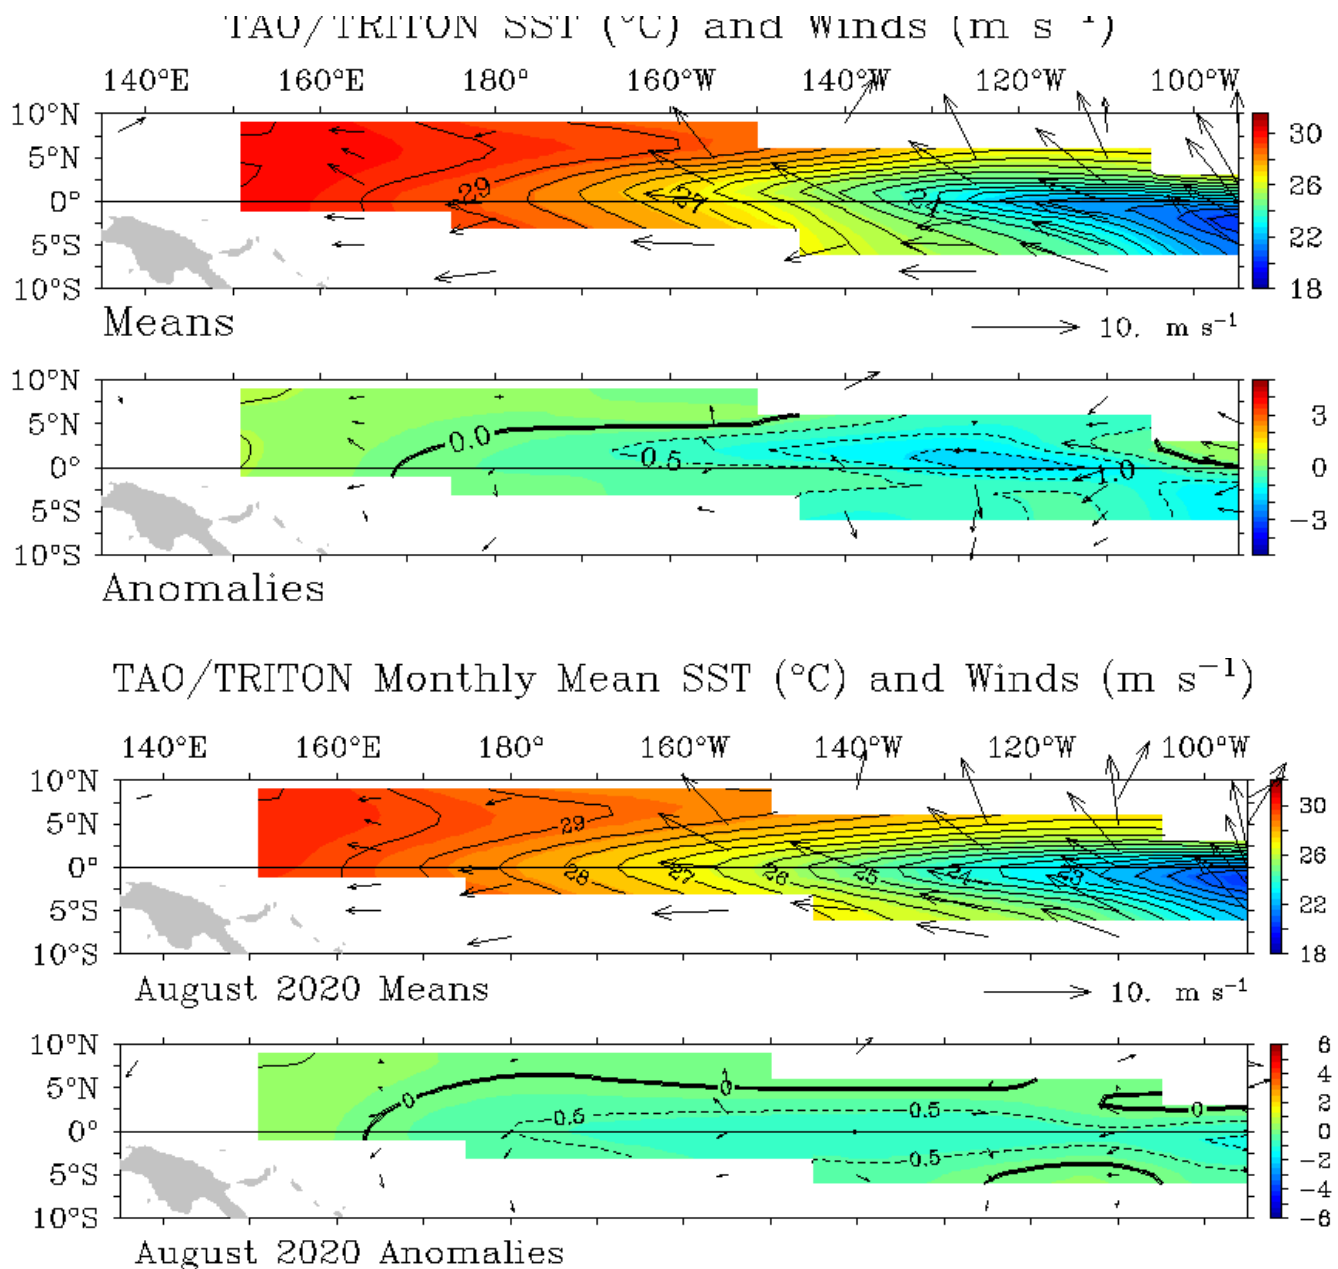 TAO/TRITON SST (°C) and Winds (m s⁻¹)
140°E 160°E 180° 160°W 140°W 120°W 100°W
10°N
5°N
0°
5°S
10°S
29 27 21
30
26
22
18
Means
10. m s⁻¹
10°N
5°N
0°
5°S
10°S
0.0 -0.5 1.0
3
0
-3
Anomalies
TAO/TRITON Monthly Mean SST (°C) and Winds (m s⁻¹)
140°E 160°E 180° 160°W 140°W 120°W 100°W
10°N
5°N
0°
5°S
10°S
29
28 27 26 25 24 23
30
26
22
18
August 2020 Means
10. m s⁻¹
10°N
5°N
0°
5°S
10°S
0 0
0.5 0.5
0.5
6
4
2
0
-2
-4
-6
August 2020 Anomalies